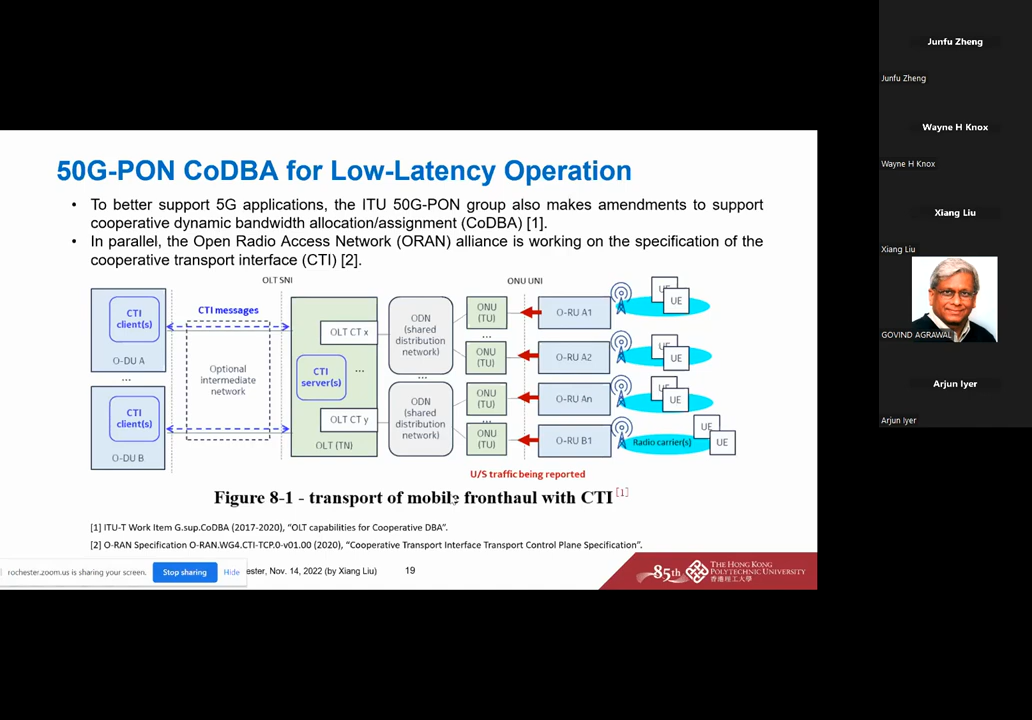 50G-PON CoDBA for Low-Latency Operation
• To better support 5G applications, the ITU 50G-PON group also makes amendments to support
cooperative dynamic bandwidth allocation/assignment (CoDBA) [1].
• In parallel, the Open Radio Access Network (ORAN) alliance is working on the specification of the
cooperative transport interface (CTI) [2].
OLT SNI
ONU UNI
CTI
client(s)
O-DU A
...
CTI
client(s)
O-DU B
CTI messages
Optional
intermediate
network
OLT CT x
CTI
server(s)
...
OLT CT y
OLT (TN)
ODN
(shared
distribution
network)
...
ODN
(shared
distribution
network)
ONU
(TU)
...
ONU
(TU)
ONU
(TU)
...
ONU
(TU)
O-RU A1
O-RU A2
O-RU An
O-RU B1
UE
UE
UE
UE
Radio carrier(s)
UE
UE
U/S traffic being reported
Figure 8-1 - transport of mobile fronthaul with CTI [1]
[1] ITU-T Work Item G.sup.CoDBA (2017-2020), “OLT capabilities for Cooperative DBA”.
[2] O-RAN Specification O-RAN.WG4.CTI-TCP.0-v01.00 (2020), “Cooperative Transport Interface Transport Control Plane Specification”.
rochester.zoom.us is sharing your screen.
Stop sharing
Hide
ester, Nov. 14, 2022 (by Xiang Liu)
19
85th
THE HONG KONG
POLYTECHNIC UNIVERSITY
香港理工大學
Junfu Zheng
Junfu Zheng
Wayne H Knox
Wayne H Knox
Xiang Liu
Xiang Liu
GOVIND AGRAWAL
Arjun Iyer
Arjun Iyer